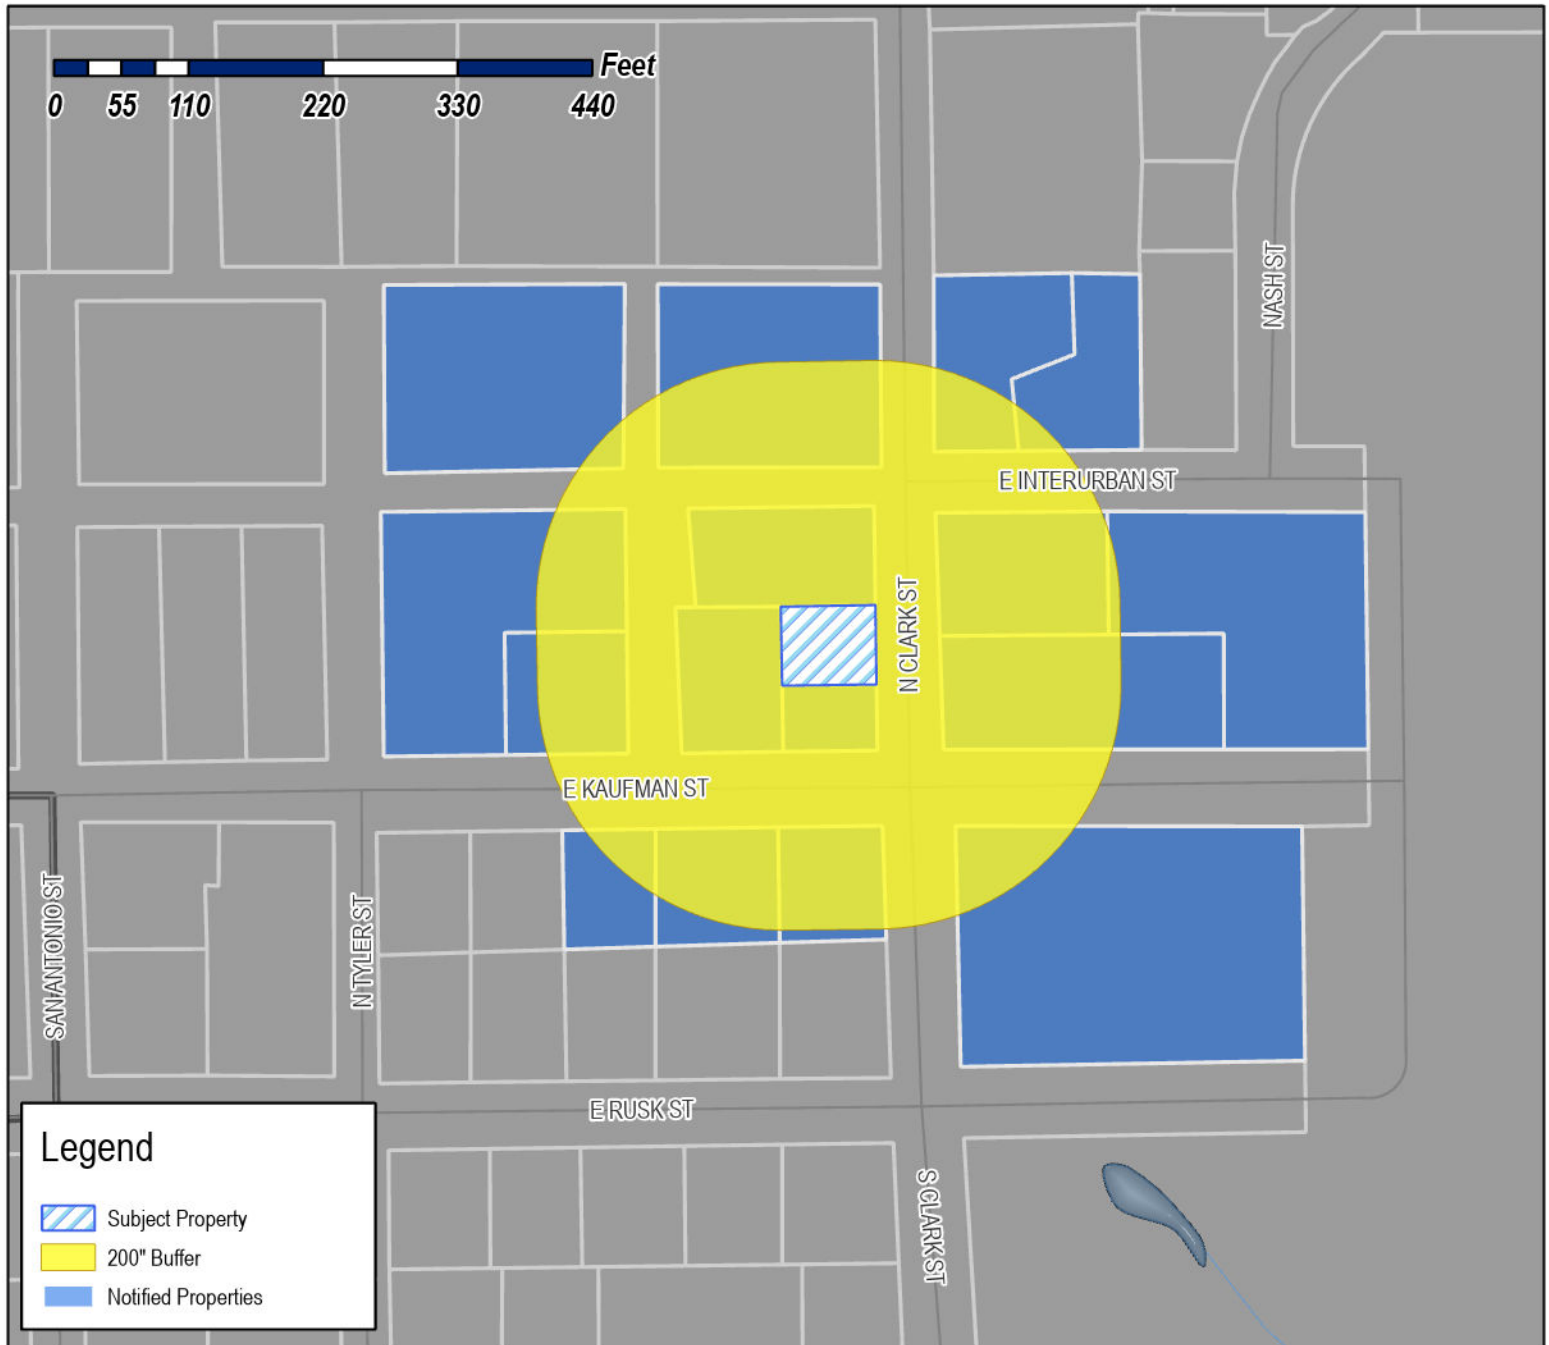 Feet
0 55 110 220 330 440
NASH ST
E INTERURBAN ST
N CLARK ST
E KAUFMAN ST
SAN ANTONIO ST
N TYLER ST
E RUSK ST
S CLARK ST
Legend
Subject Property
200" Buffer
Notified Properties